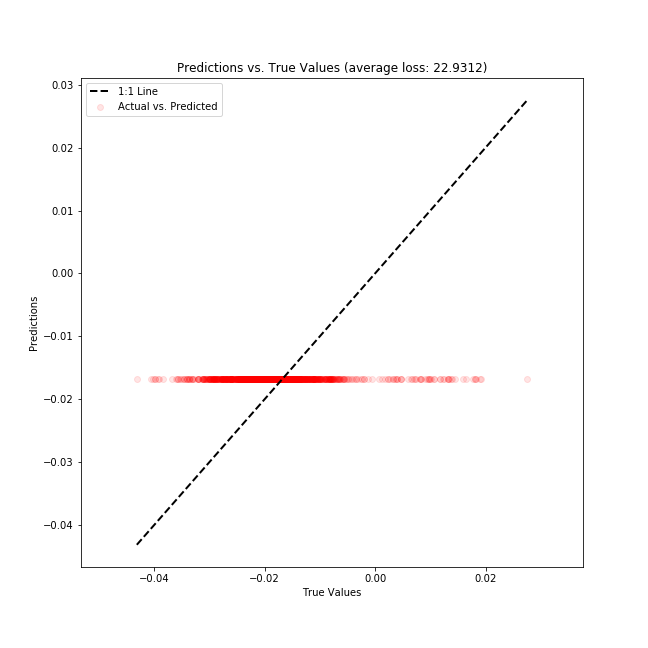 Predictions vs. True Values (average loss: 22.9312)
1:1 Line
Actual vs. Predicted
0.03
0.02
0.01
0.00
−0.01
−0.02
−0.03
−0.04
Predictions
−0.04
−0.02
0.00
0.02
True Values